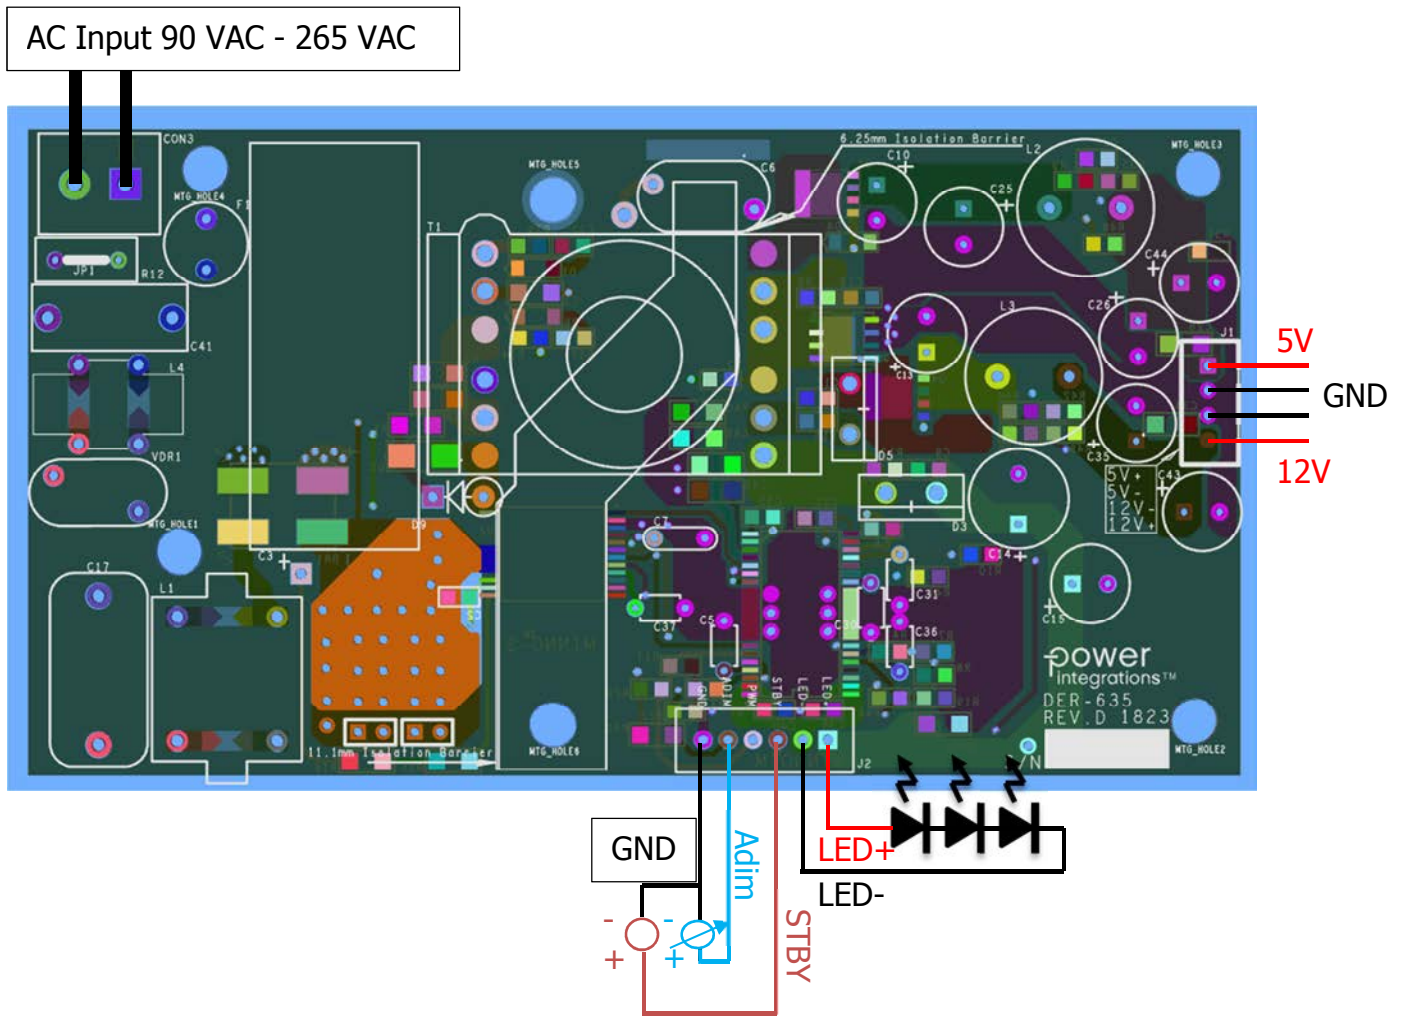 AC Input 90 VAC - 265 VAC
CON3
6.25mm Isolation Barrier
MTG_HOLE5
C6
C10
L2
MTG_HOLE3
MTG_HOLE4
F1
C25
T1
JP1
R12
C44
C41
L3
C26
J1
5V
L4
C13
GND
VDR1
D5
C35
12V
5V+
5V-
12V-
12V+
C43
MTG_HOLE1
D9
C7
D3
C3
C14
C17
L1
C31
C15
C37
C5
C30
C36
power
integrations™
DER-635
REV.D 1823
GND
ADIM
PWM
STBY
LED-
LED+
11.1mm Isolation Barrier
MTG_HOLE6
J2
MTG_HOLE2
/N
GND
Adim
LED+
LED-
STBY
- -
+ +